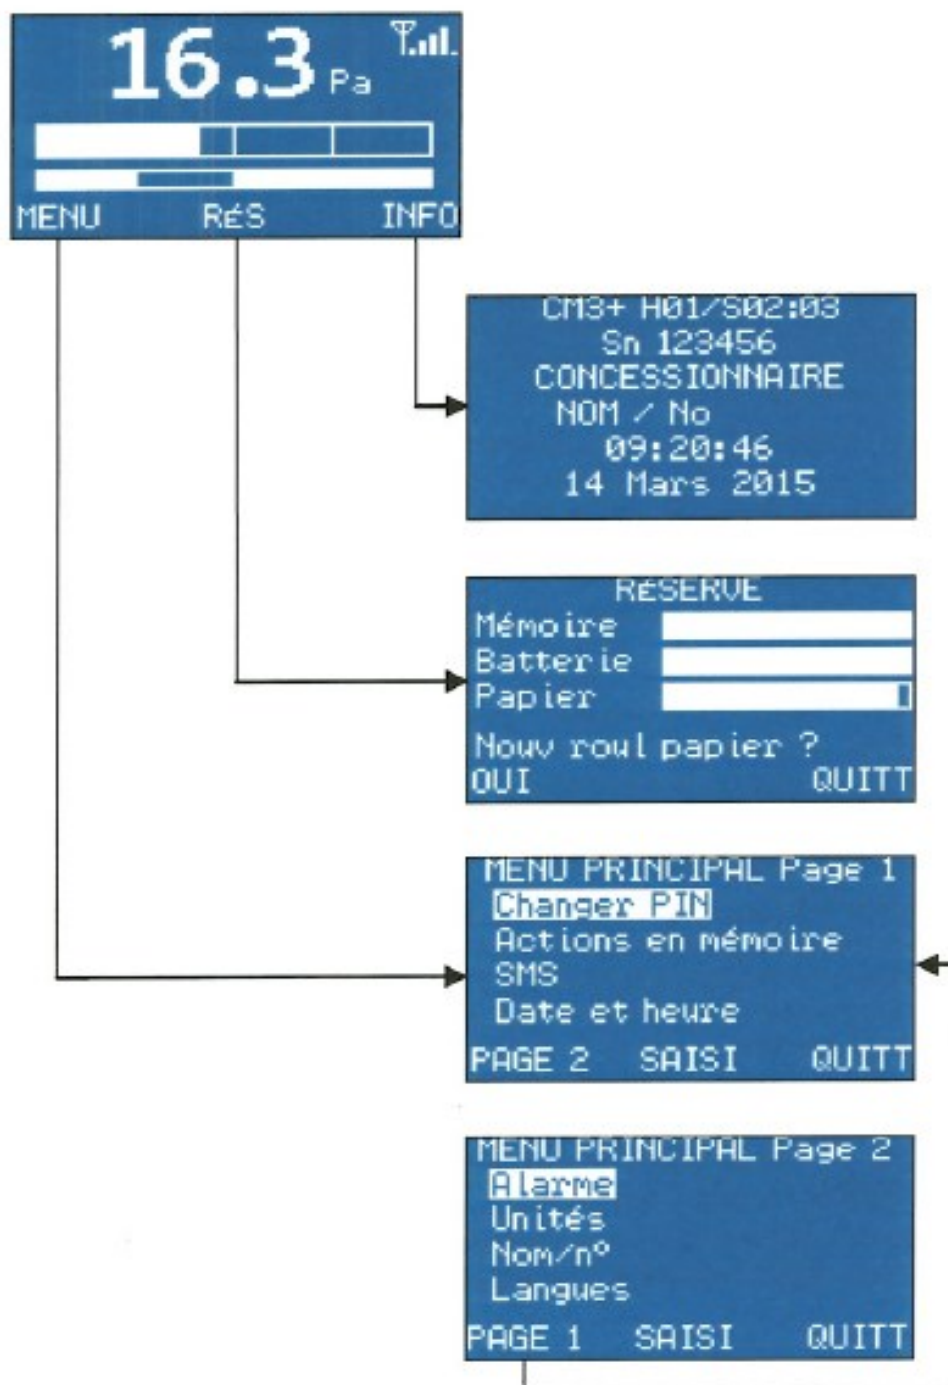 16.3 Pa
MENU RéS INFO
CM3+ H01/S02:03
Sn 123456
CONCESSIONNAIRE
NOM / No
09:20:46
14 Mars 2015
RéSERVE
Mémoire
Batterie
Papier
Nouv roul papier ?
OUI QUITT
MENU PRINCIPAL Page 1
Changer PIN
Actions en mémoire
SMS
Date et heure
PAGE 2 SAISI QUITT
MENU PRINCIPAL Page 2
Alarme
Unités
Nom/nº
Langues
PAGE 1 SAISI QUITT